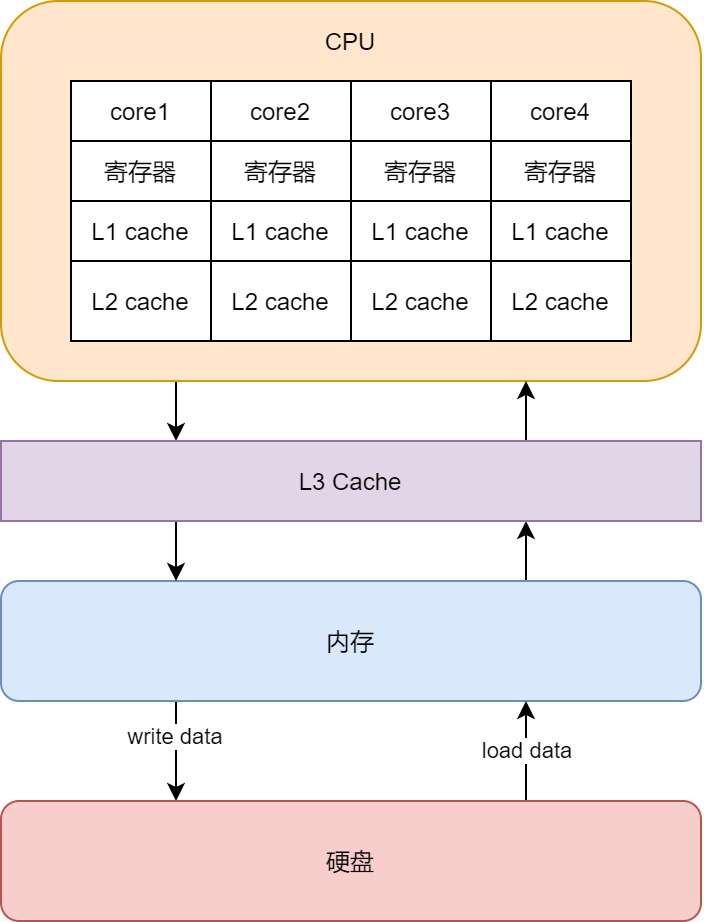 CPU
core1 core2 core3 core4
寄存器 寄存器 寄存器 寄存器
L1 cache L1 cache L1 cache L1 cache
L2 cache L2 cache L2 cache L2 cache
L3 Cache
内存
write data
load data
硬盘